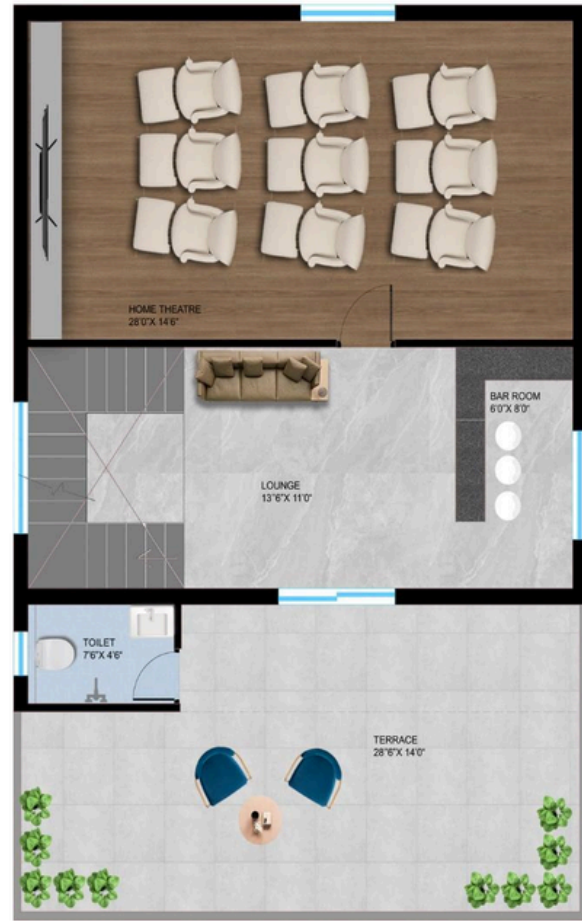 HOME THEATRE
28'0"X 14'6"
BAR ROOM
6'0"X 8'0"
LOUNGE
13'6"X 11'0"
TOILET
7'6"X 4'6"
TERRACE
28'6"X 14'0"